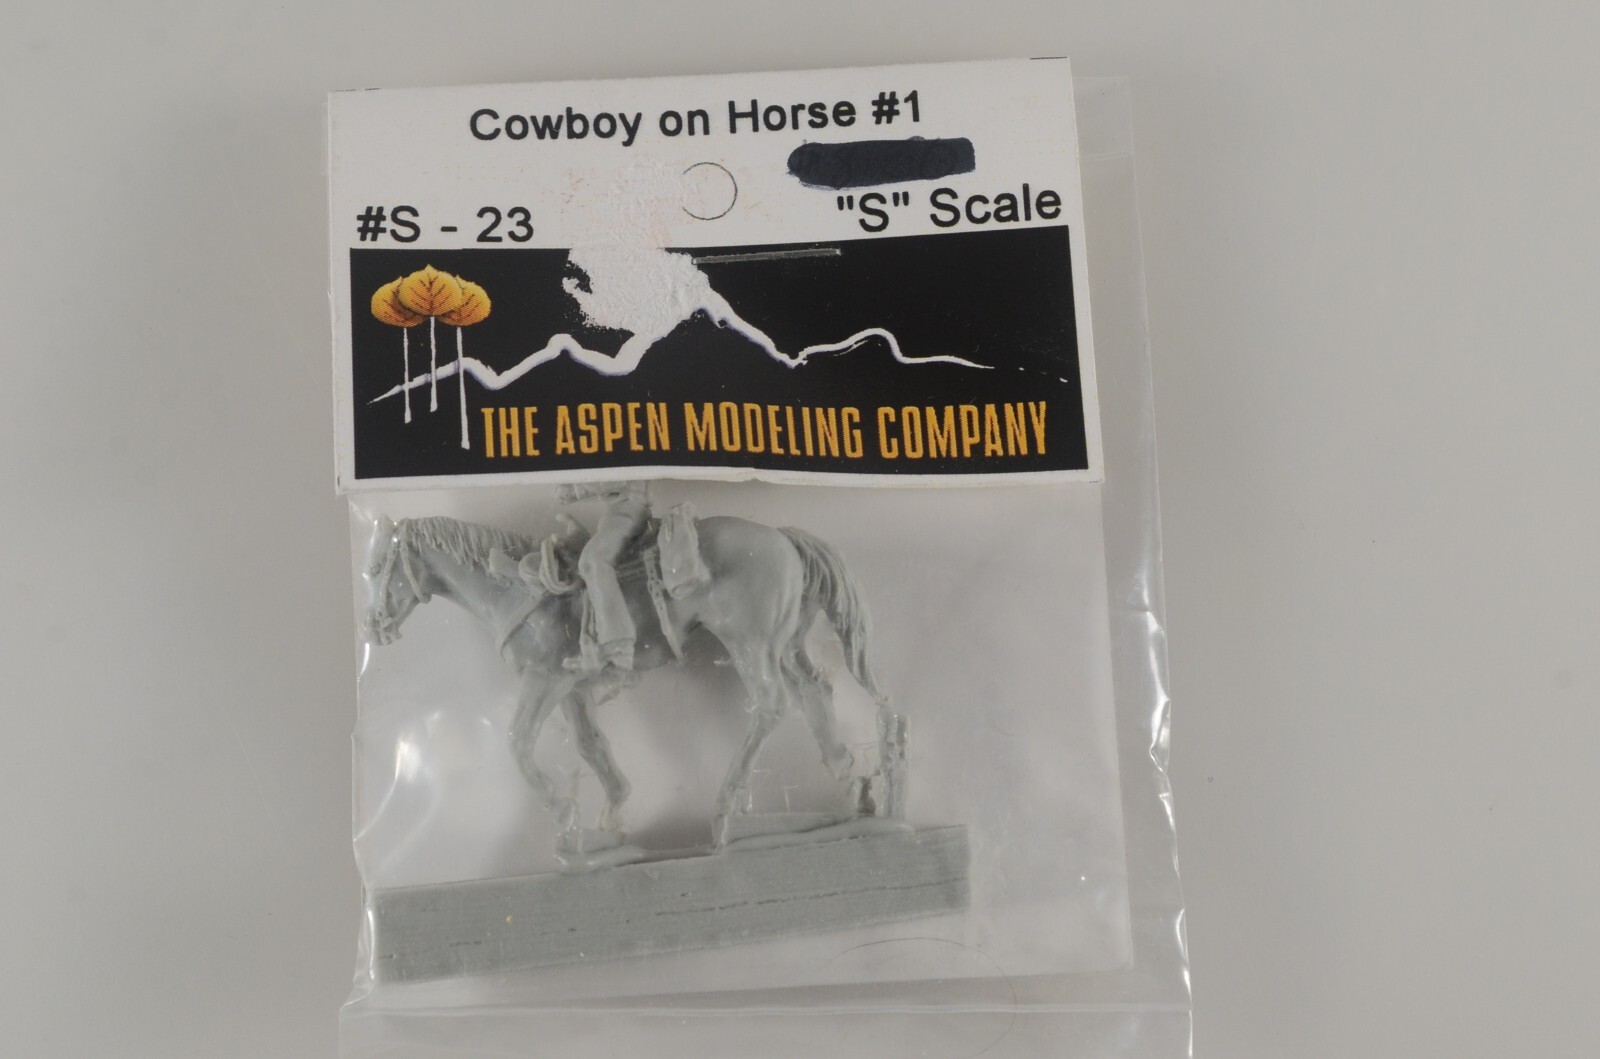 Cowboy on Horse #1
#S - 23
"S" Scale
THE ASPEN MODELING COMPANY